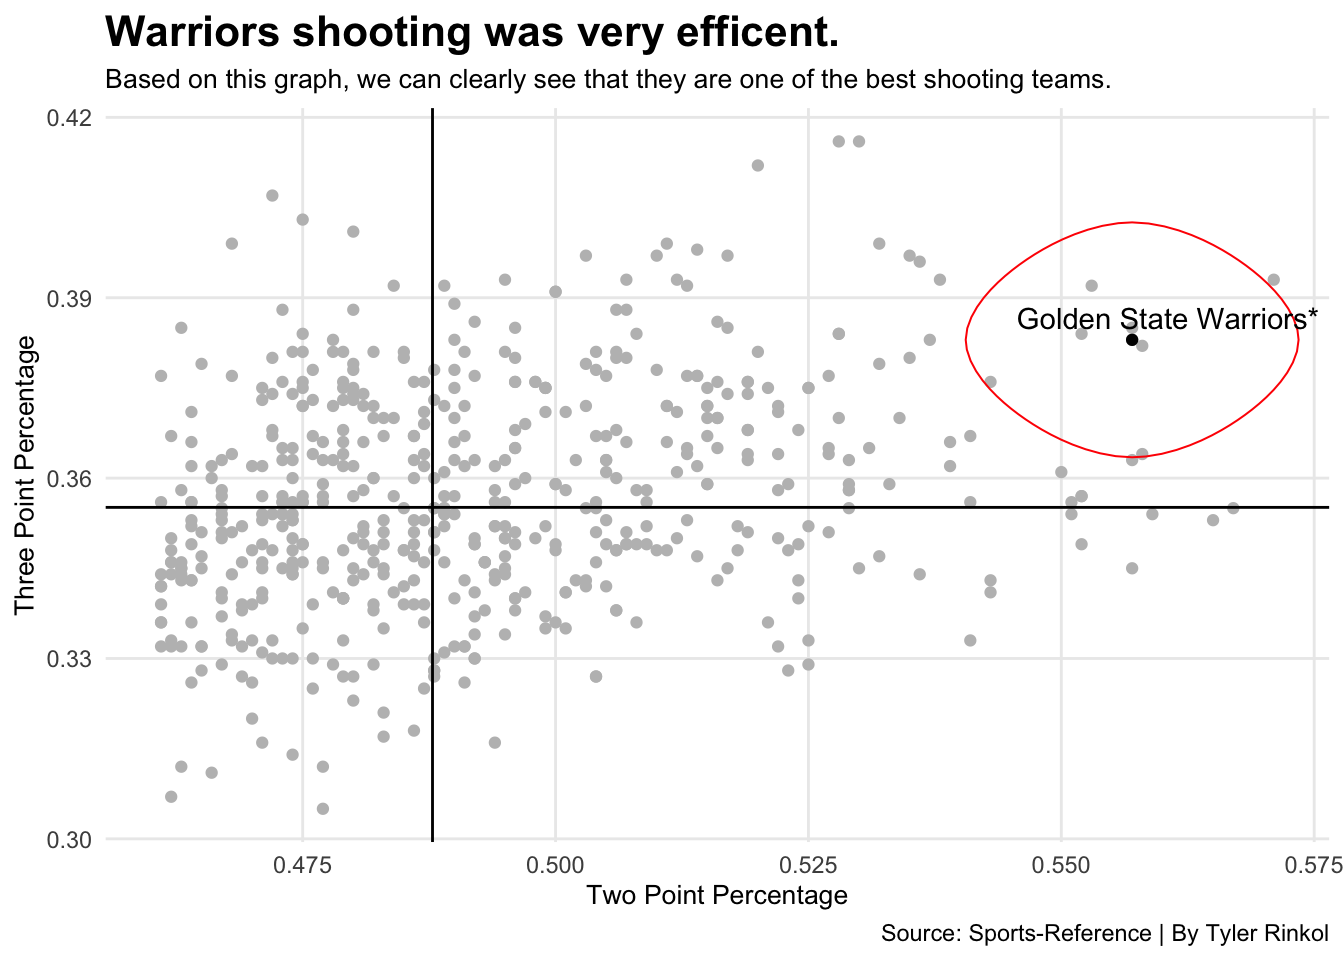 Warriors shooting was very efficent.
Based on this graph, we can clearly see that they are one of the best shooting teams.
0.42
0.39
0.36
0.33
0.30
Three Point Percentage
Golden State Warriors*
0.475
0.500
0.525
0.550
0.575
Two Point Percentage
Source: Sports-Reference | By Tyler Rinkol